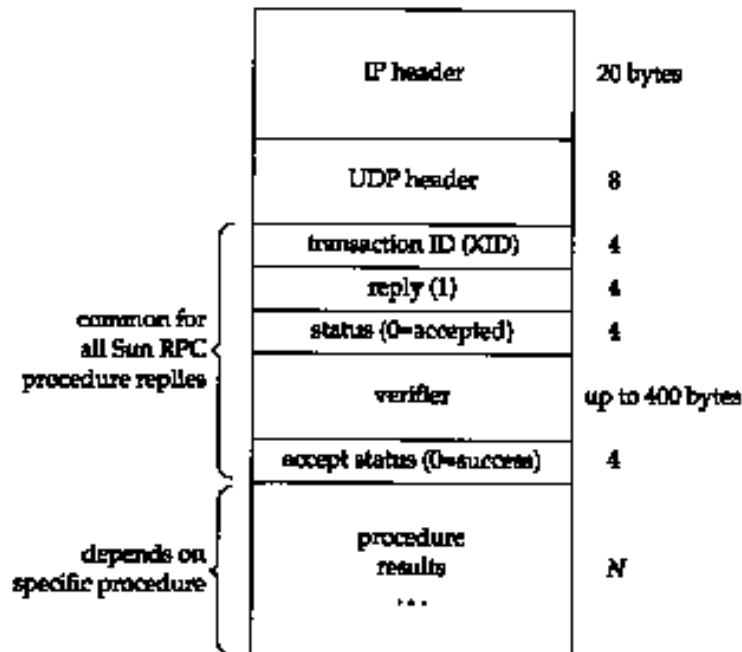 IP header 20 bytes
UDP header 8
transaction ID (XID) 4
reply (1) 4
common for
all Sun RPC
procedure replies
status (0=accepted) 4
verifier up to 400 bytes
accept status (0=success) 4
depends on
specific procedure
procedure
results
... N